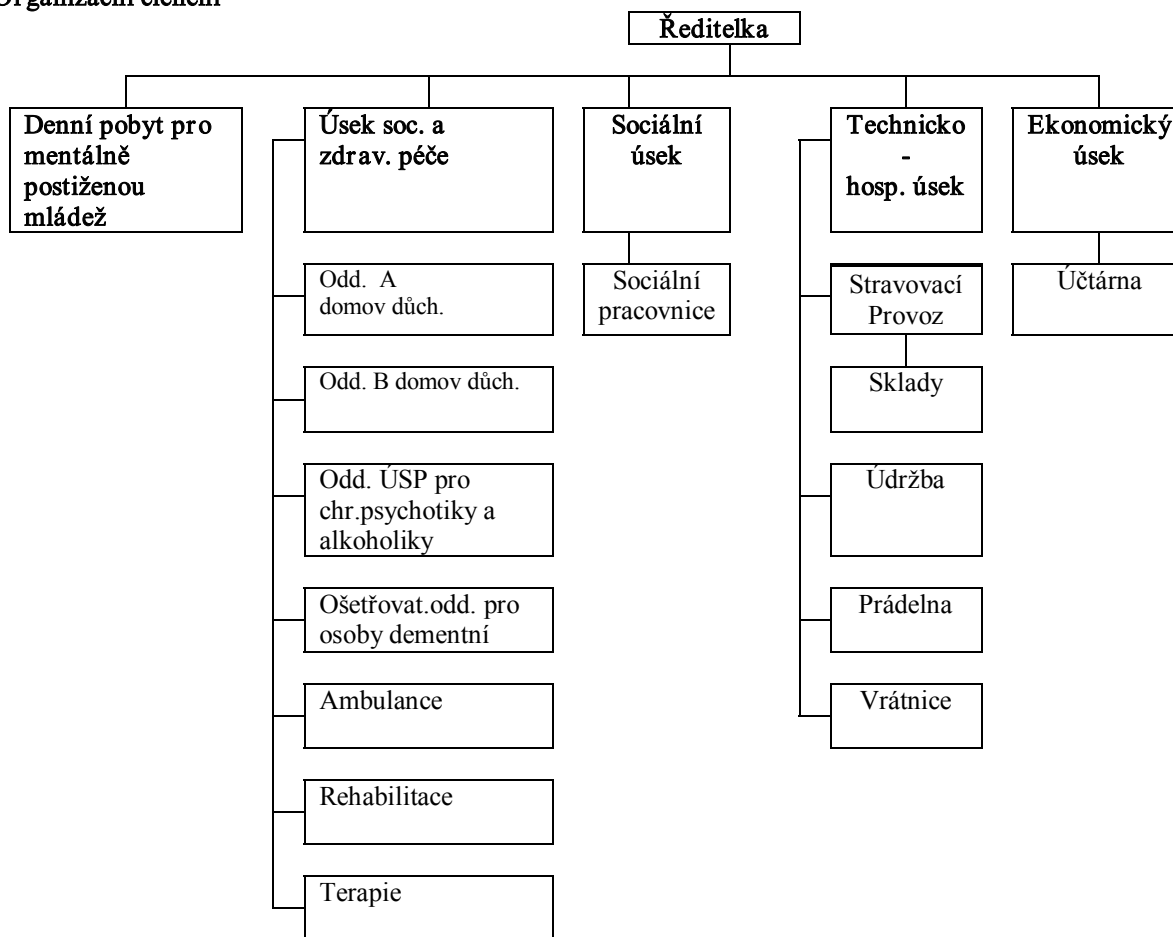 Organizační členění
Ředitelka
Denní pobyt pro
mentálně
postiženou
mládež
Úsek soc. a
zdrav. péče
Sociální
úsek
Technicko
-
hosp. úsek
Ekonomický
úsek
Odd.  A
domov důch.
Sociální
pracovnice
Stravovací
Provoz
Účtárna
Odd. B domov důch.
Sklady
Odd. ÚSP pro
chr.psychotiky a
alkoholiky
Údržba
Ošetřovat.odd. pro
osoby dementní
Prádelna
Ambulance
Vrátnice
Rehabilitace
Terapie